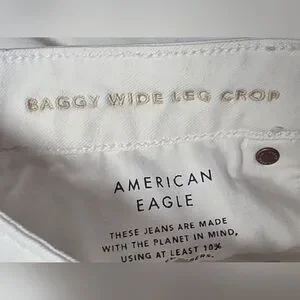 BAGGY WIDE LEG CROP
AMERICAN
EAGLE
THESE JEANS ARE MADE
WITH THE PLANET IN MIND,
USING AT LEAST 10%